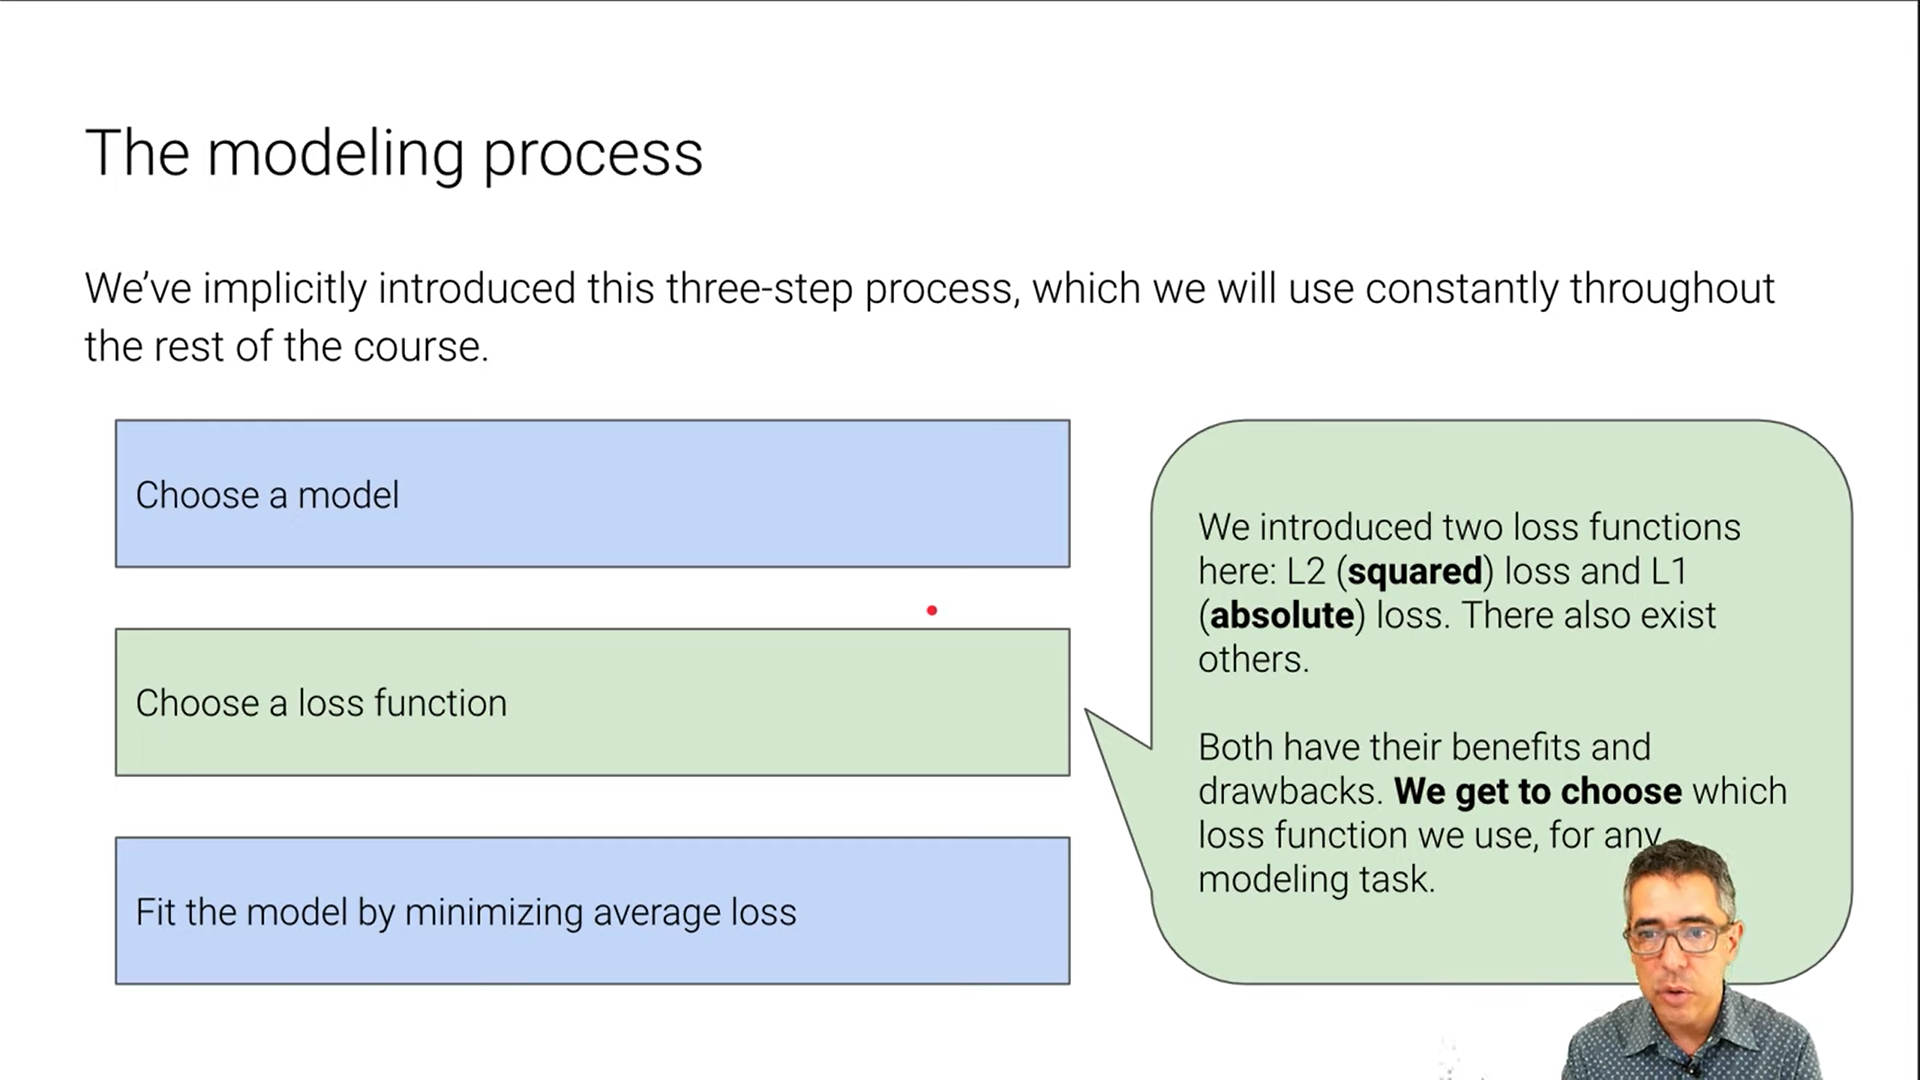 The modeling process
We’ve implicitly introduced this three-step process, which we will use constantly throughout
the rest of the course.
Choose a model
Choose a loss function
Fit the model by minimizing average loss
We introduced two loss functions
here: L2 (squared) loss and L1
(absolute) loss. There also exist
others.
Both have their benefits and
drawbacks. We get to choose which
loss function we use, for any
modeling task.